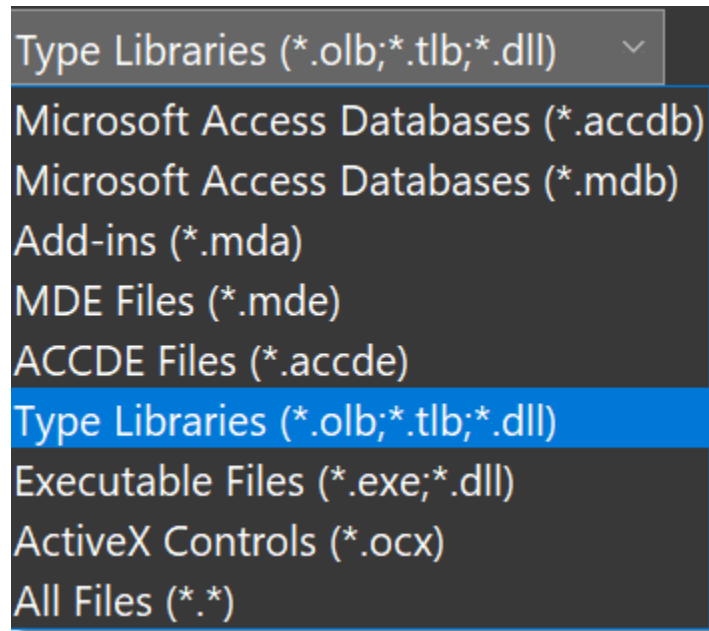 Type Libraries (*.olb;*.tlb;*.dll)
Microsoft Access Databases (*.accdb)
Microsoft Access Databases (*.mdb)
Add-ins (*.mda)
MDE Files (*.mde)
ACCDE Files (*.accde)
Type Libraries (*.olb;*.tlb;*.dll)
Executable Files (*.exe;*.dll)
ActiveX Controls (*.ocx)
All Files (*.*)